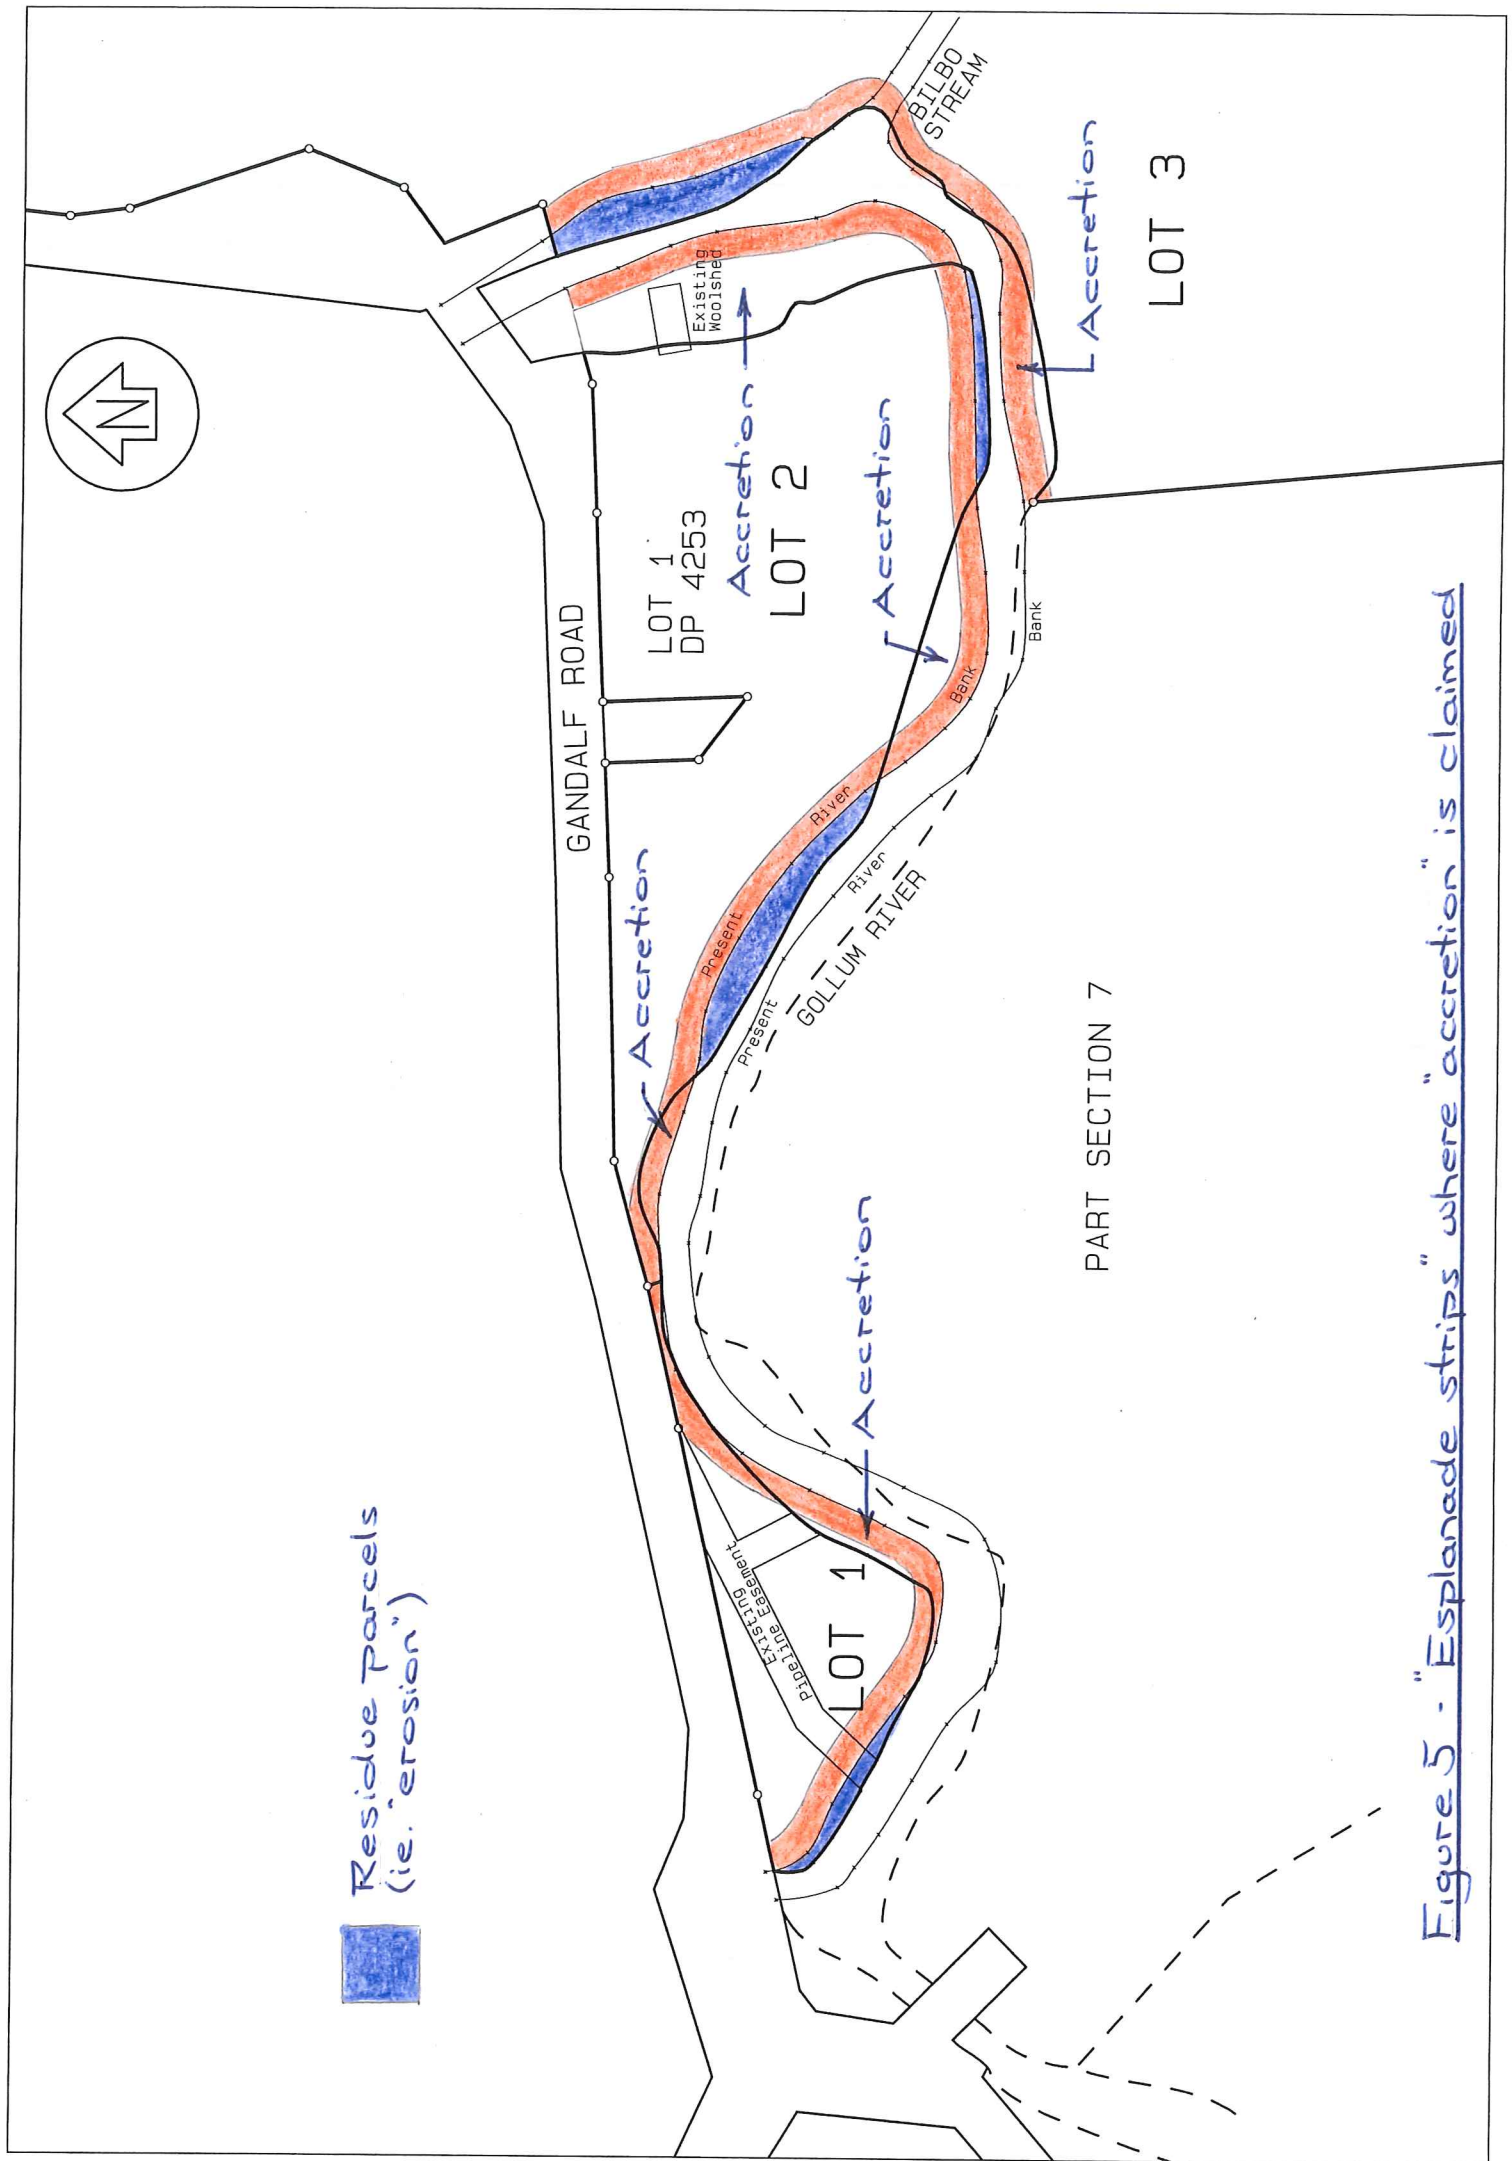 N
Residue parcels
(ie. "erosion")
GANDALF ROAD
Accretion
LOT 1
DP 4253
Existing
Woolshed
Accretion
LOT 2
Accretion
BILBO
STREAM
Accretion
LOT 3
Existing
Pipeline Easement
LOT 1
Accretion
Present
River
Bank
Present
River
Bank
GOLLUM RIVER
PART SECTION 7
Figure 5 - "Esplanade strips" where "accretion" is claimed